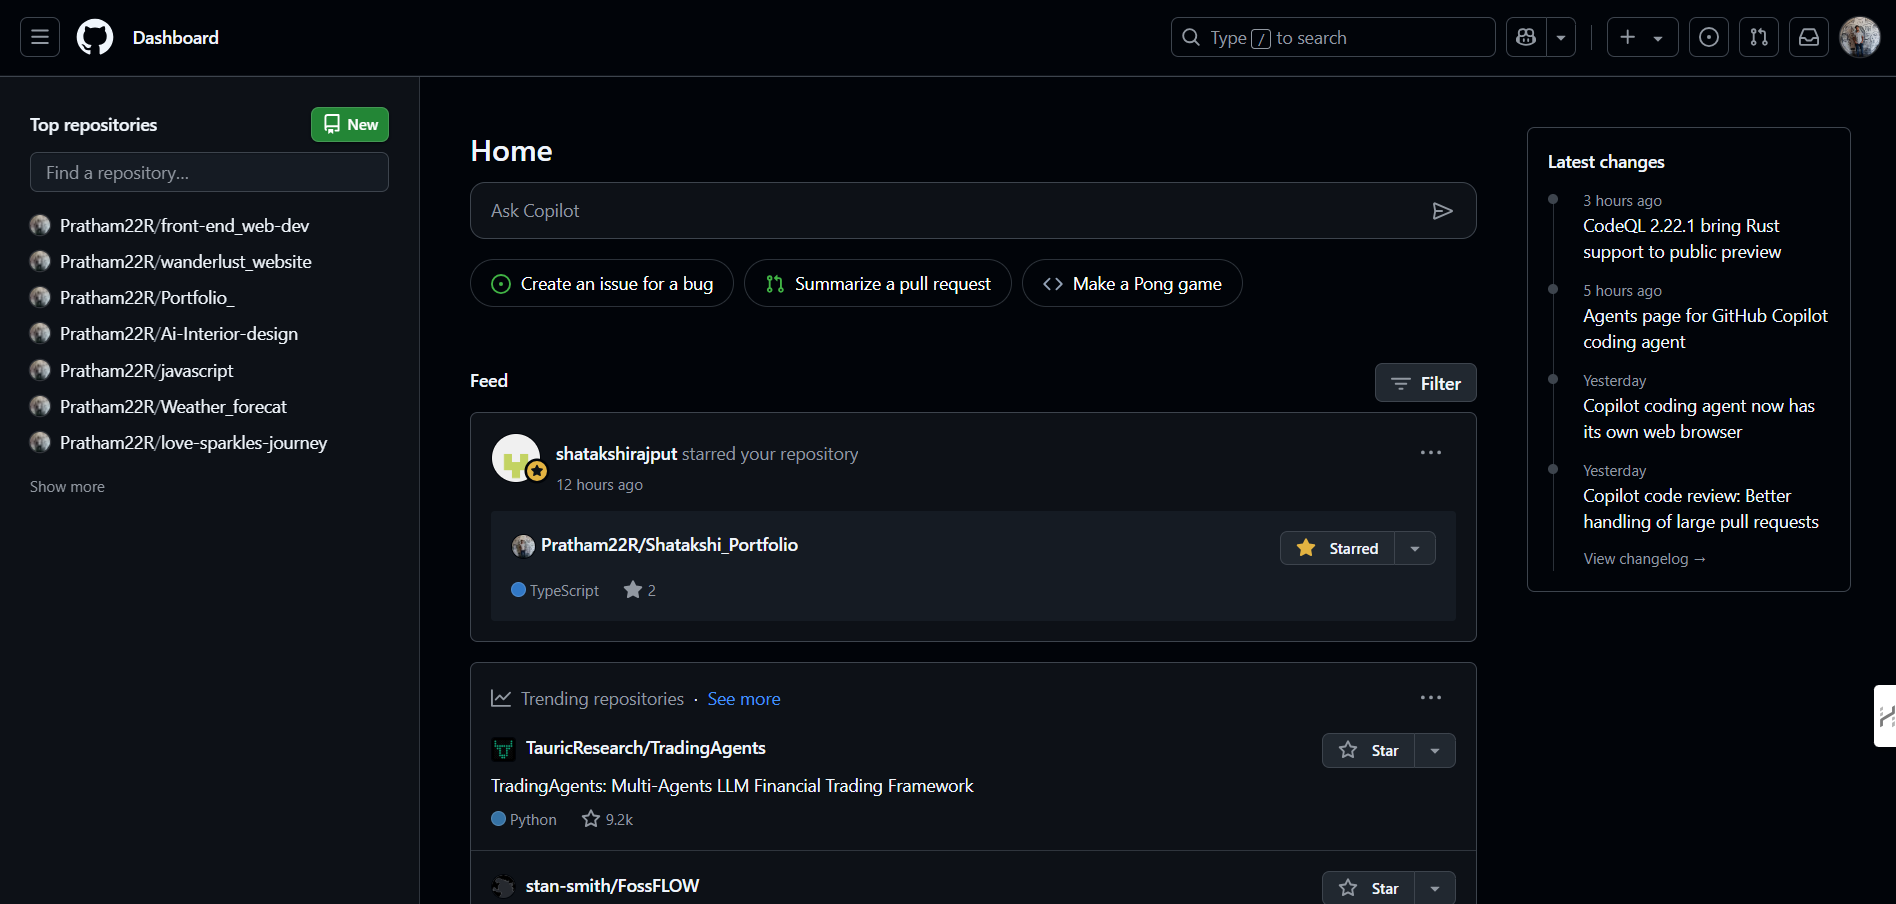 Dashboard
Type / to search
Top repositories
New
Find a repository...
Pratham22R/front-end_web-dev
Pratham22R/wanderlust_website
Pratham22R/Portfolio_
Pratham22R/Ai-Interior-design
Pratham22R/javascript
Pratham22R/Weather_forecat
Pratham22R/love-sparkles-journey
Show more
Home
Ask Copilot
Create an issue for a bug
Summarize a pull request
Make a Pong game
Feed
Filter
shatakshirajput starred your repository
12 hours ago
Pratham22R/Shatakshi_Portfolio
Starred
TypeScript 2
Trending repositories · See more
TauricResearch/TradingAgents
Star
TradingAgents: Multi-Agents LLM Financial Trading Framework
Python 9.2k
stan-smith/FossFLOW
Star
Latest changes
3 hours ago
CodeQL 2.22.1 bring Rust
support to public preview
5 hours ago
Agents page for GitHub Copilot
coding agent
Yesterday
Copilot coding agent now has
its own web browser
Yesterday
Copilot code review: Better
handling of large pull requests
View changelog →